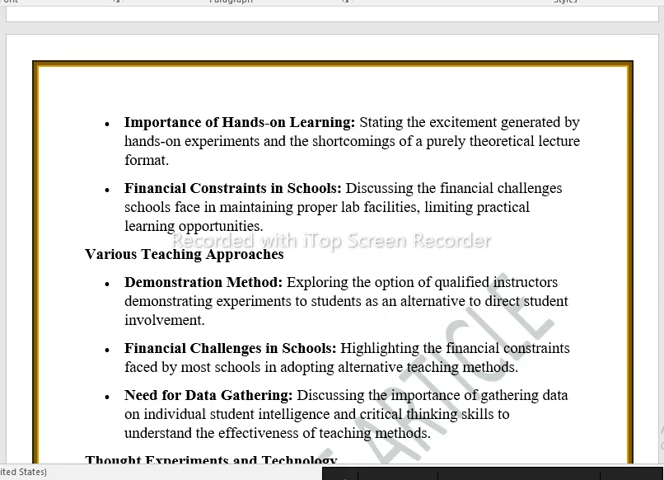 Paragraph
Styles
• Importance of Hands-on Learning: Stating the excitement generated by
hands-on experiments and the shortcomings of a purely theoretical lecture
format.
• Financial Constraints in Schools: Discussing the financial challenges
schools face in maintaining proper lab facilities, limiting practical
learning opportunities.
Recorded with iTop Screen Recorder
Various Teaching Approaches
• Demonstration Method: Exploring the option of qualified instructors
demonstrating experiments to students as an alternative to direct student
involvement.
• Financial Challenges in Schools: Highlighting the financial constraints
faced by most schools in adopting alternative teaching methods.
• Need for Data Gathering: Discussing the importance of gathering data
on individual student intelligence and critical thinking skills to
understand the effectiveness of teaching methods.
ARTICLE
Thought Experiments and Technology
ited States)